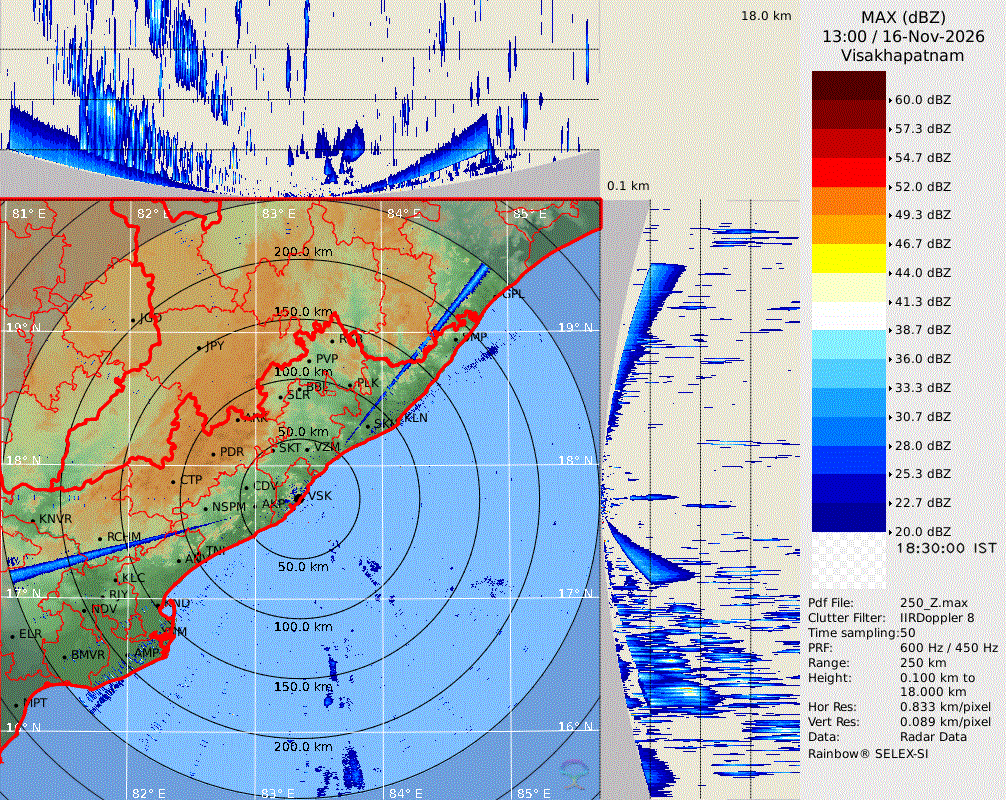 18.0 km
0.1 km
MAX (dBZ)
13:00 / 16-Nov-2026
Visakhapatnam
60.0 dBZ
57.3 dBZ
54.7 dBZ
52.0 dBZ
49.3 dBZ
46.7 dBZ
44.0 dBZ
41.3 dBZ
38.7 dBZ
36.0 dBZ
33.3 dBZ
30.7 dBZ
28.0 dBZ
25.3 dBZ
22.7 dBZ
20.0 dBZ
18:30:00 IST
Pdf File: 250_Z.max
Clutter Filter: IIRDoppler 8
Time sampling:50
PRF: 600 Hz / 450 Hz
Range: 250 km
Height: 0.100 km to
18.000 km
Hor Res: 0.833 km/pixel
Vert Res: 0.089 km/pixel
Data: Radar Data
Rainbow® SELEX-SI
81° E 82° E 83° E 84° E 85° E
200.0 km
GPL
150.0 km
JGD
19° N 19° N
JPY
PVP
100.0 km
BBL PLK
SLR
KLN
50.0 km
SKT VZM
PDR
18° N 18° N
CTP
CDV
VSK
NSPM AKP
KNVR
RCHM
TNI
50.0 km
KLC
17° N 17° N
RJY
NDV KND
100.0 km
ELR
BMVR AMP
150.0 km
MPT
16° N 16° N
200.0 km
82° E 83° E 84° E 85° E